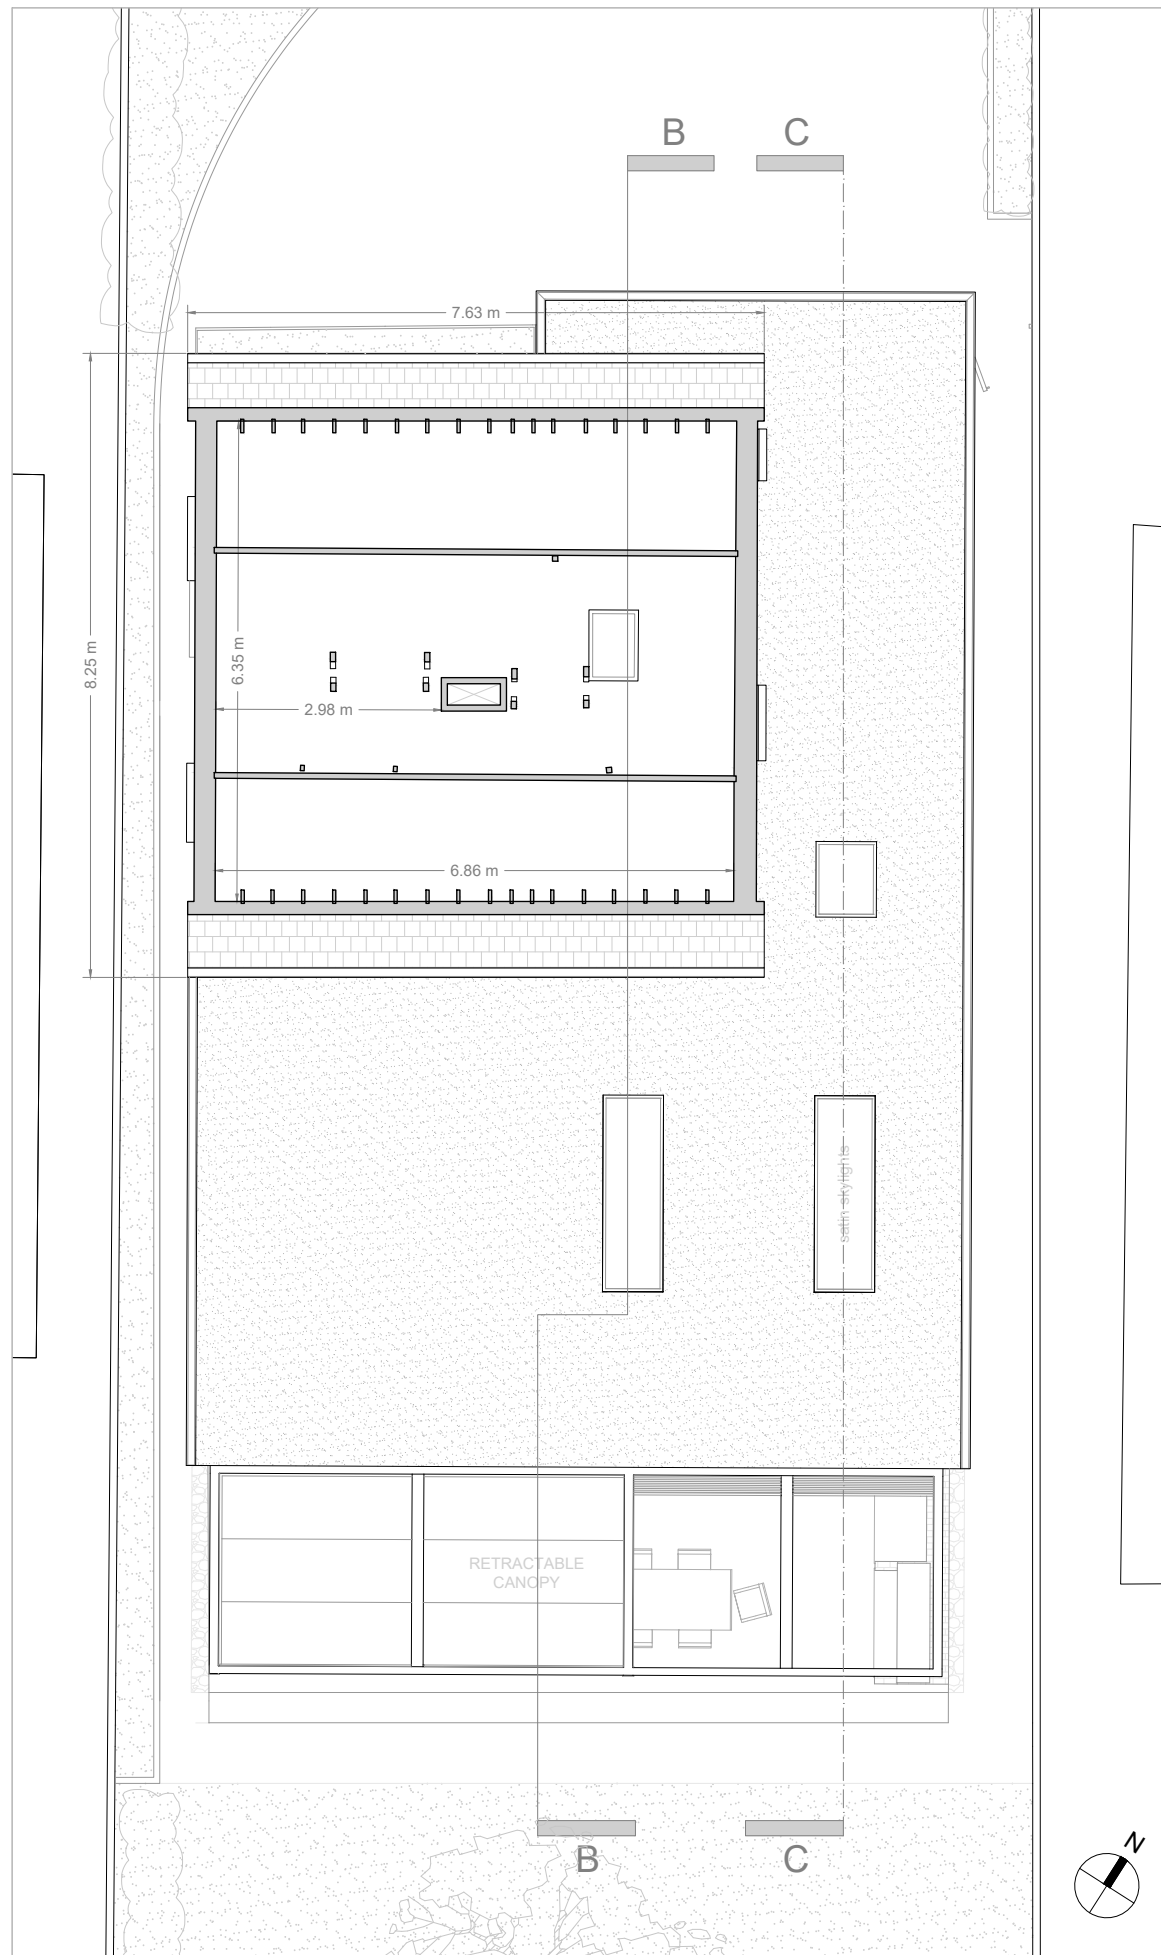 B
C
7.63 m
8.25 m
6.35 m
2.98 m
6.86 m
satin skylights
RETRACTABLE
CANOPY
B
C
N